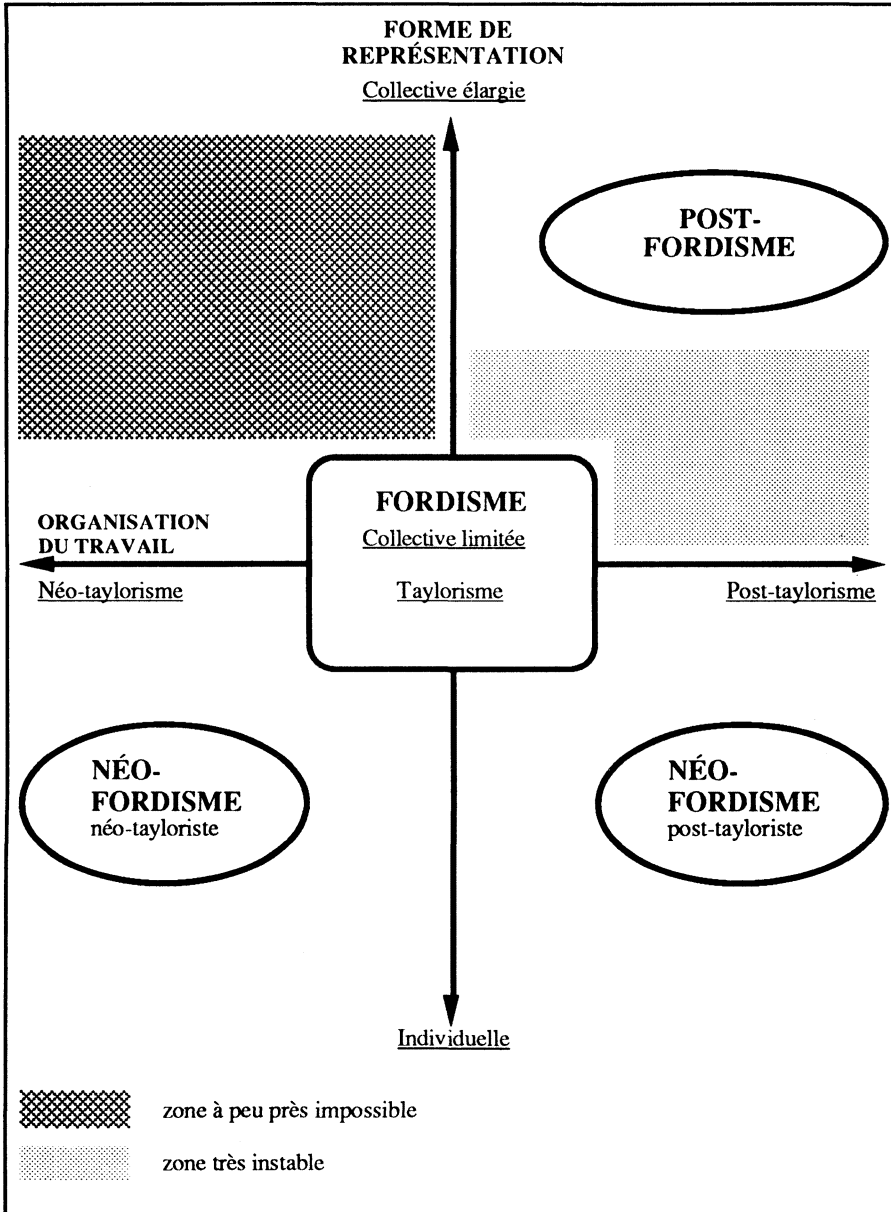 FORME DE
REPRÉSENTATION
Collective élargie
POST-
FORDISME
FORDISME
Collective limitée
ORGANISATION
DU TRAVAIL
Néo-taylorisme
Taylorisme
Post-taylorisme
NÉO-
FORDISME
néo-tayloriste
NÉO-
FORDISME
post-tayloriste
Individuelle
zone à peu près impossible
zone très instable